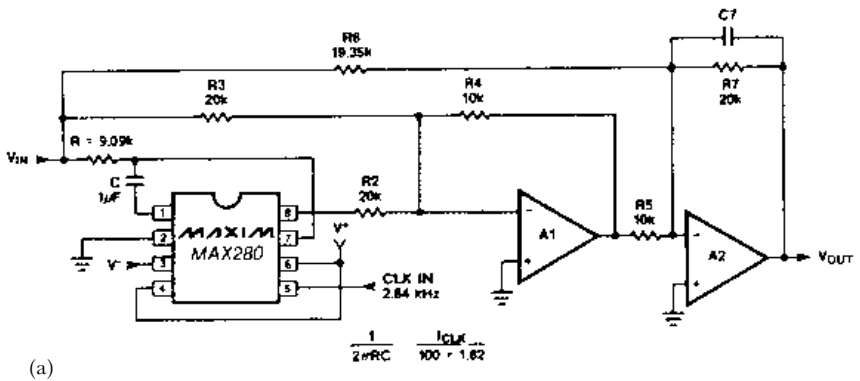 C7
R6
19.35k
R7
20k
R3
20k
R4
10k
R = 9.09k
VIN
C
1µF
R2
20k
1
2
3
4
8
7
6
5
MAXIM
MAX280
V+
V−
−
+
A1
R5
10k
−
+
A2
VOUT
CLK IN
2.84 kHz
1
2πRC
fCLK
100 1.62
(a)